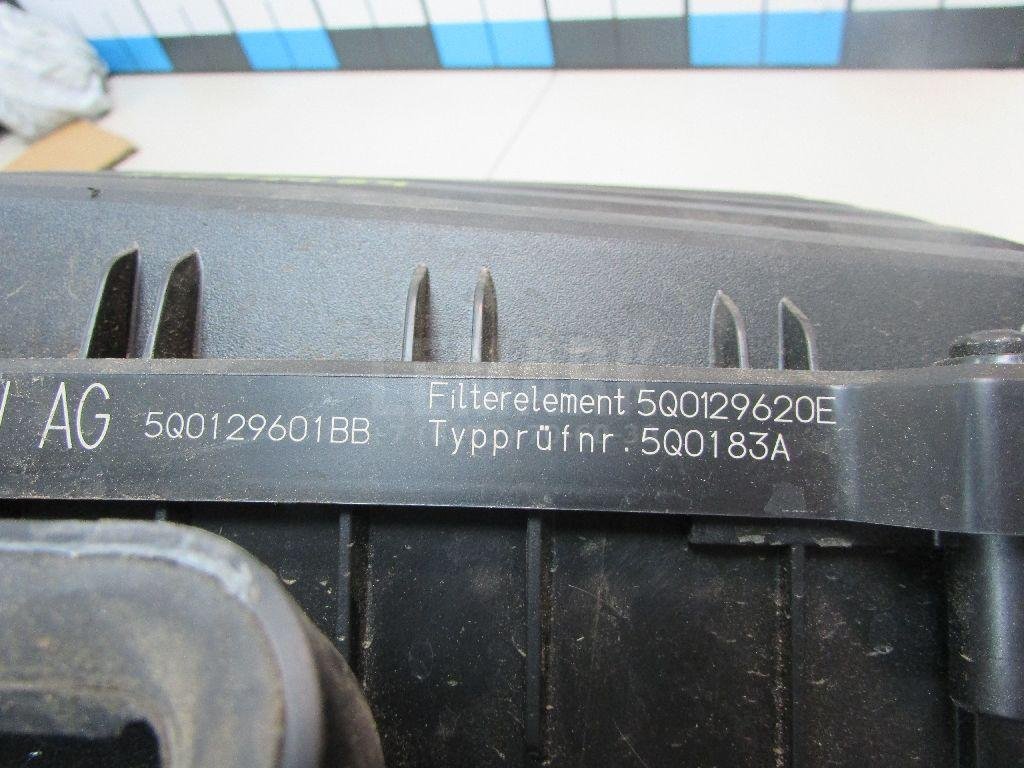 AG 5Q0129601BB
Filterelement 5Q0129620E
Typprüfnr. 5Q0183A